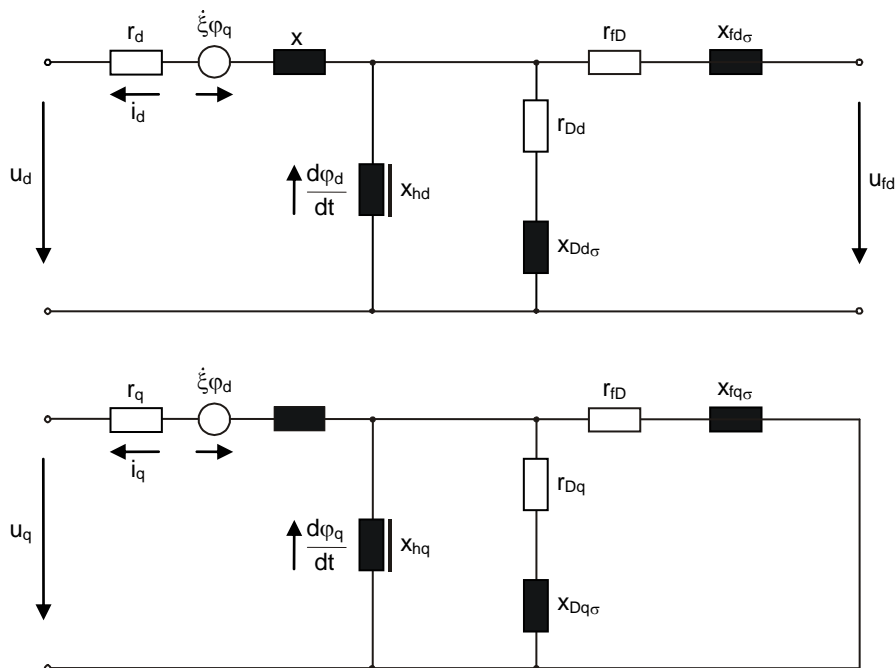 r_d
ξ̇φ_q
x
r_fD
x_fdσ
i_d
r_Dd
u_d
dφ_d
dt
x_hd
u_fd
x_Ddσ
r_q
ξ̇φ_d
r_fD
x_fqσ
i_q
r_Dq
u_q
dφ_q
dt
x_hq
x_Dqσ